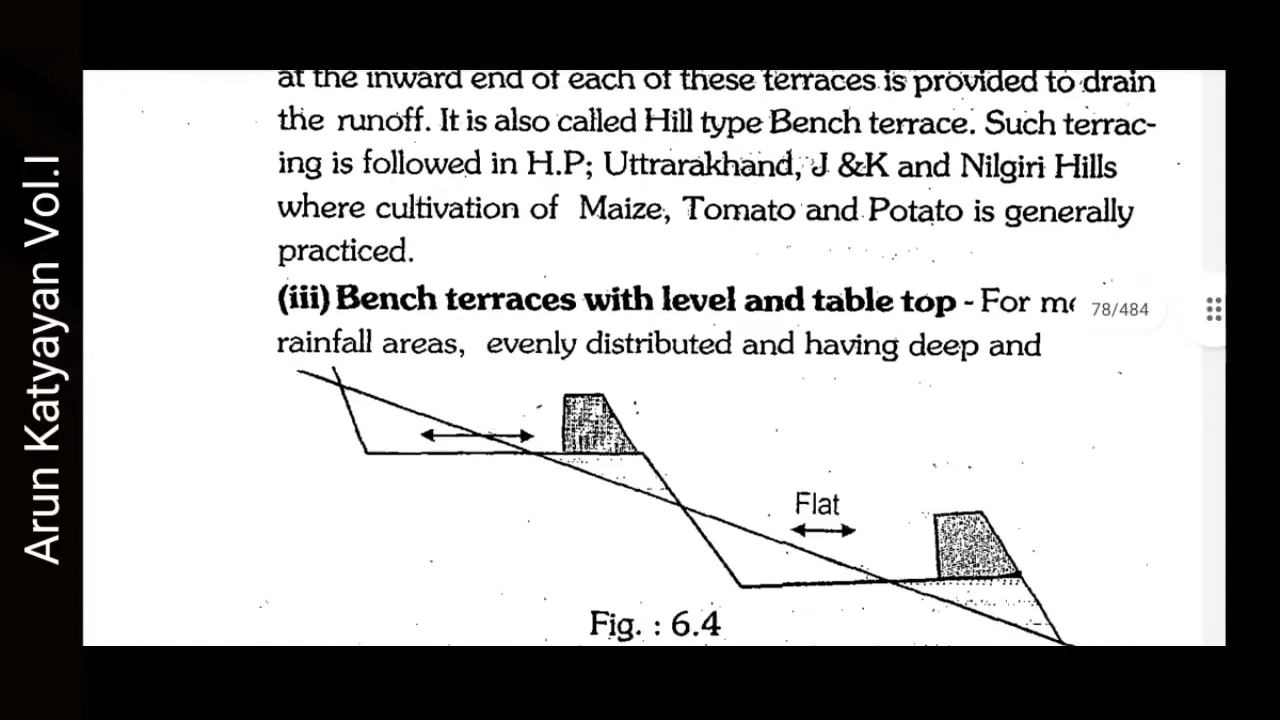 Arun Katyayan Vol.I
at the inward end of each of these terraces is provided to drain
the runoff. It is also called Hill type Bench terrace. Such terrac-
ing is followed in H.P; Uttrarakhand, J &K and Nilgiri Hills
where cultivation of Maize, Tomato and Potato is generally
practiced.
(iii) Bench terraces with level and table top - For
78/484
rainfall areas, evenly distributed and having deep and
Flat
Fig. : 6.4